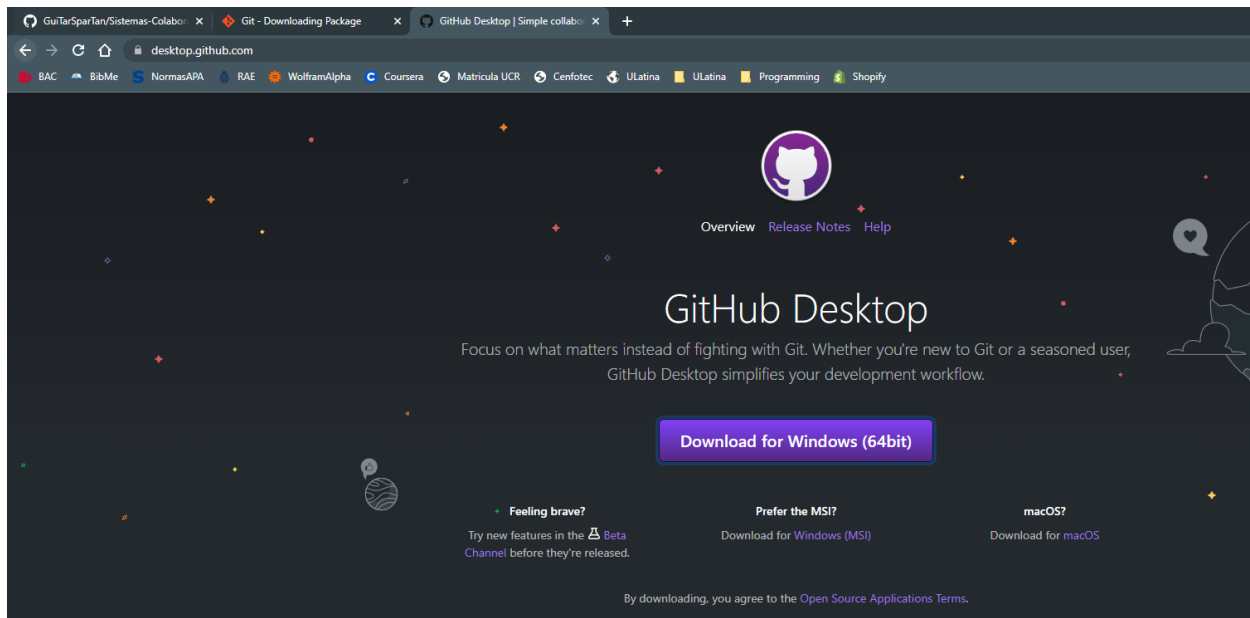 GuiTarSparTan/Sistemas-Colabor
Git - Downloading Package
GitHub Desktop | Simple collabo
desktop.github.com
BAC BibMe NormasAPA RAE WolframAlpha Coursera Matricula UCR Cenfotec ULatina ULatina Programming Shopify
Overview Release Notes Help
GitHub Desktop
Focus on what matters instead of fighting with Git. Whether you're new to Git or a seasoned user,
GitHub Desktop simplifies your development workflow.
Download for Windows (64bit)
Feeling brave?
Try new features in the Beta
Channel before they're released.
Prefer the MSI?
Download for Windows (MSI)
macOS?
Download for macOS
By downloading, you agree to the Open Source Applications Terms.